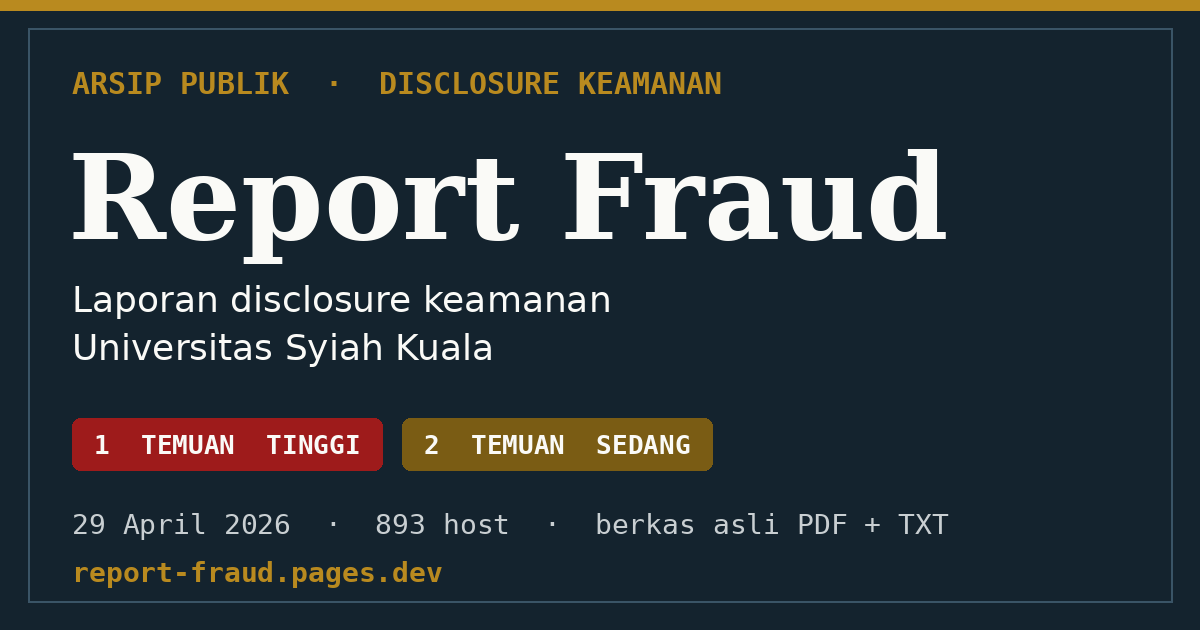 ARSIP PUBLIK · DISCLOSURE KEAMANAN
Report Fraud
Laporan disclosure keamanan
Universitas Syiah Kuala
1 TEMUAN TINGGI 2 TEMUAN SEDANG
29 April 2026 · 893 host · berkas asli PDF + TXT
report-fraud.pages.dev